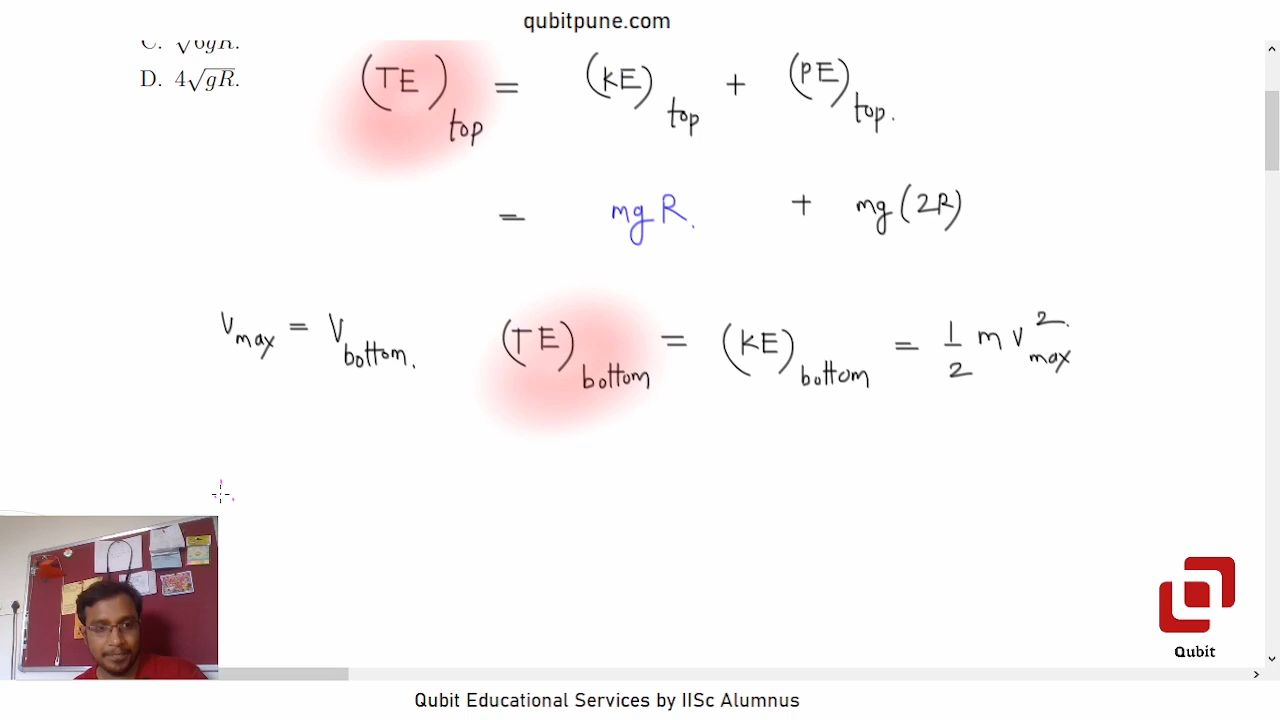 qubitpune.com
C. √6gR.
D. 4√gR.
(TE)top = (KE)top + (PE)top.
= mgR. + mg(2R)
Vmax = Vbottom. (TE)bottom = (KE)bottom = 1/2 m v²max
Qubit
Qubit Educational Services by IISc Alumnus